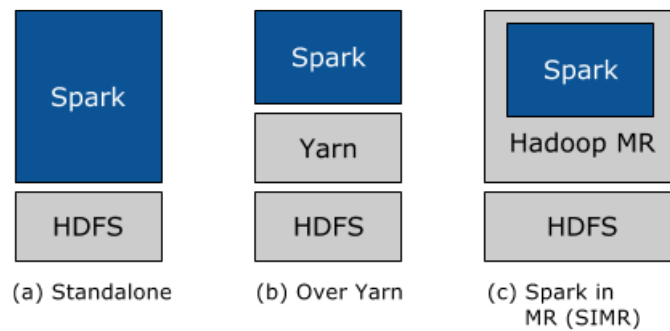 Spark
HDFS
(a) Standalone
Spark
Yarn
HDFS
(b) Over Yarn
Spark
Hadoop MR
HDFS
(c) Spark in
MR (SIMR)